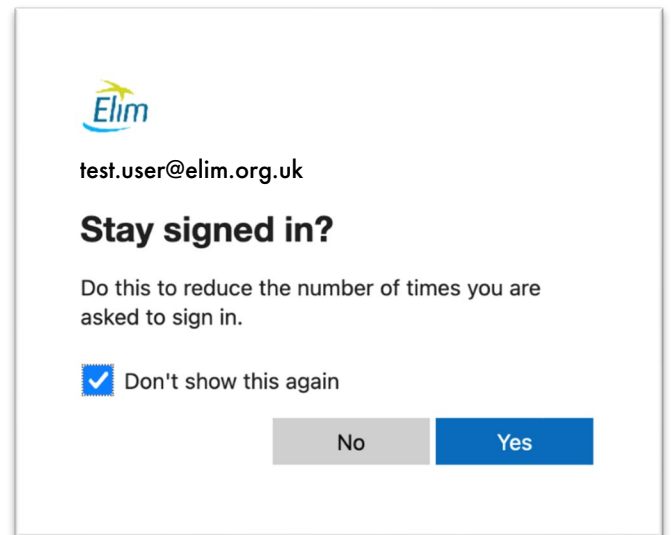 Elim
test.user@elim.org.uk
Stay signed in?
Do this to reduce the number of times you are
asked to sign in.
Don't show this again
No
Yes